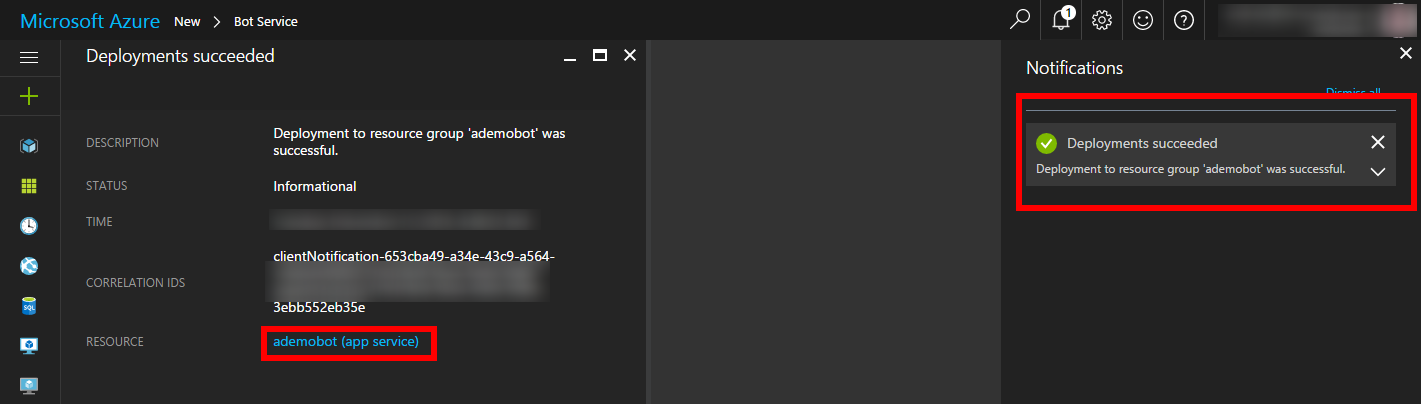 Microsoft Azure New > Bot Service
1
Deployments succeeded
DESCRIPTION
Deployment to resource group 'ademobot' was
successful.
STATUS
Informational
TIME
CORRELATION IDS
clientNotification-653cba49-a34e-43c9-a564-
3ebb552eb35e
RESOURCE
ademobot (app service)
SQL
Notifications
Dismiss all
Deployments succeeded
Deployment to resource group 'ademobot' was successful.